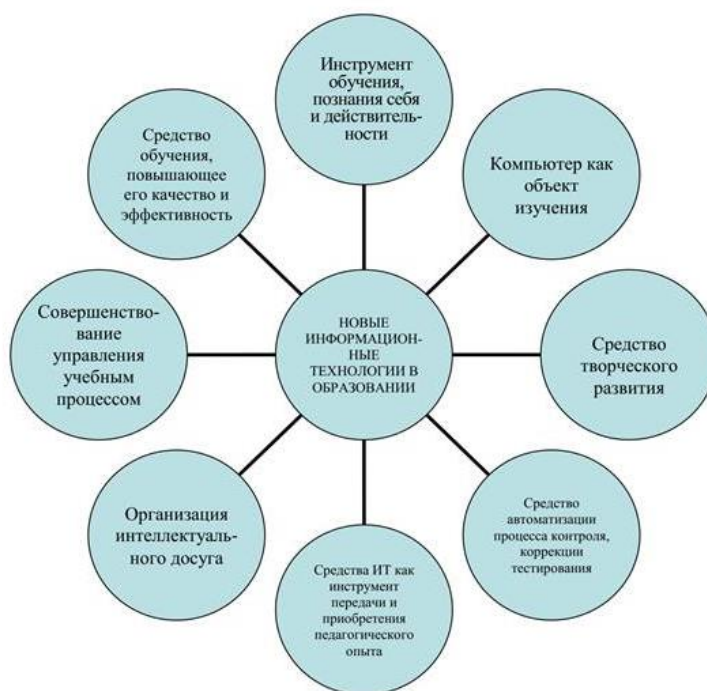 Инструмент
обучения,
познания себя
и действитель-
ности
Компьютер как
объект
изучения
Средство
творческого
развития
Средство
автоматизации
процесса контроля,
коррекции
тестирования
Средства ИТ как
инструмент
передачи и
приобретения
педагогического
опыта
Организация
интеллектуаль-
ного досуга
Совершенство-
вание
управления
учебным
процессом
Средство
обучения,
повышающее
его качество и
эффективность
НОВЫЕ
ИНФОРМАЦИОН-
НЫЕ
ТЕХНОЛОГИИ В
ОБРАЗОВАНИИ